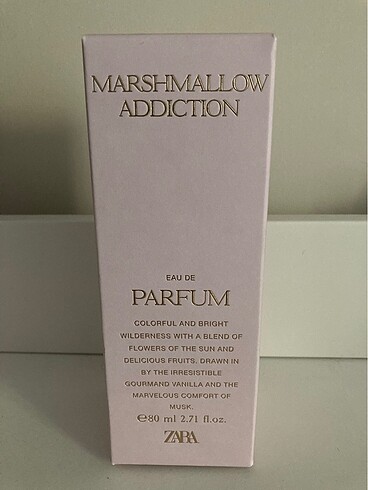 MARSHMALLOW
ADDICTION
EAU DE
PARFUM
COLORFUL AND BRIGHT
WILDERNESS WITH A BLEND OF
FLOWERS OF THE SUN AND
DELICIOUS FRUITS. DRAWN IN
BY THE IRRESISTIBLE
GOURMAND VANILLA AND THE
MARVELOUS COMFORT OF
MUSK.
℮80 ml 2.71 fl.oz.
ZARA